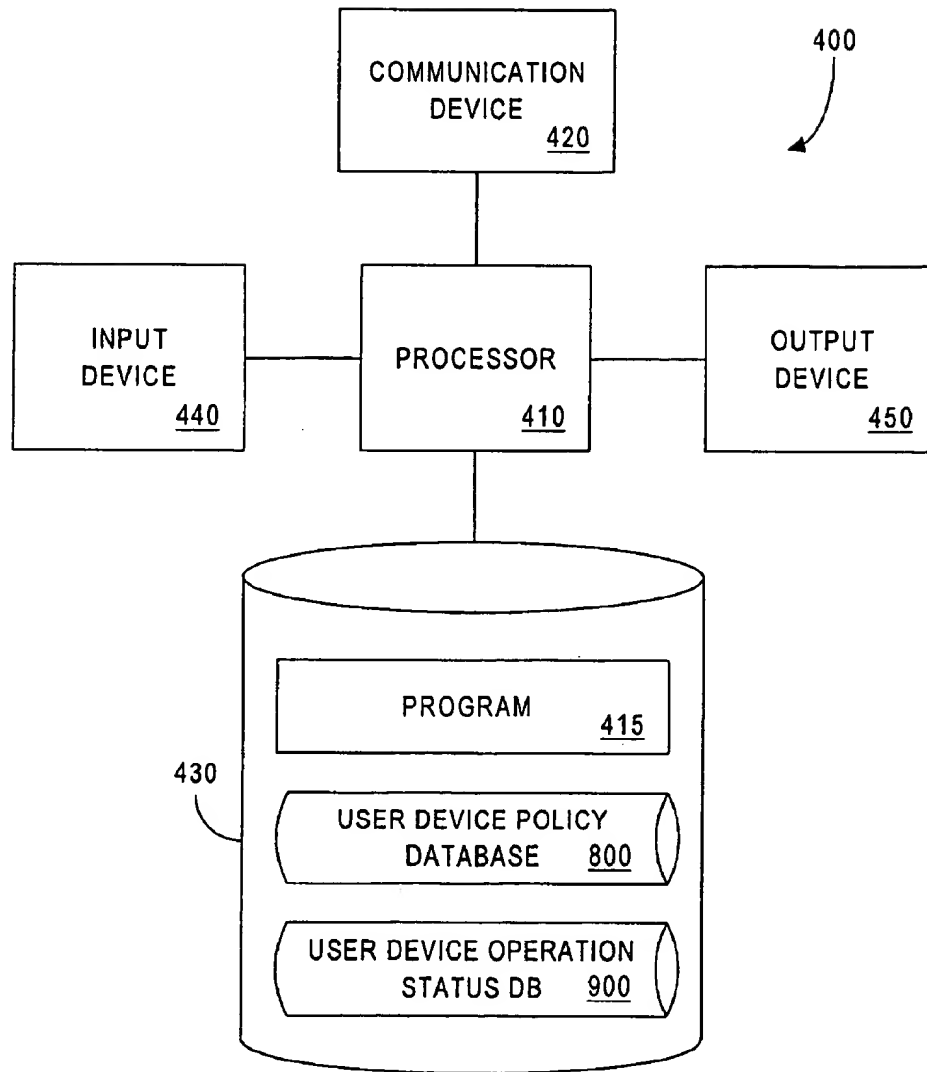 400
COMMUNICATION
DEVICE
420
INPUT
DEVICE
440
PROCESSOR
410
OUTPUT
DEVICE
450
PROGRAM
415
430
USER DEVICE POLICY
DATABASE 800
USER DEVICE OPERATION
STATUS DB 900